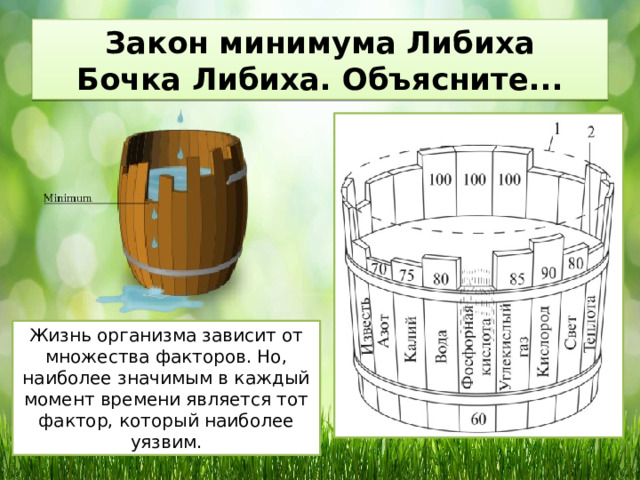 Закон минимума Либиха
Бочка Либиха. Объясните...
Minimum
Жизнь организма зависит от
множества факторов. Но,
наиболее значимым в каждый
момент времени является тот
фактор, который наиболее
уязвим.
1
2
100 100 100
70 75 80 85 90 80
Известь
Азот
Калий
Вода
Фосфорная
кислота
Углекислый
газ
Кислород
Свет
Теплота
60